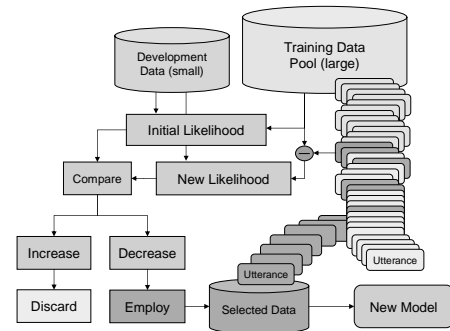 Training Data
Pool (large)
Development
Data (small)
Initial Likelihood
Compare
New Likelihood
Increase
Decrease
Utterance
Utterance
Discard
Employ
Selected Data
New Model